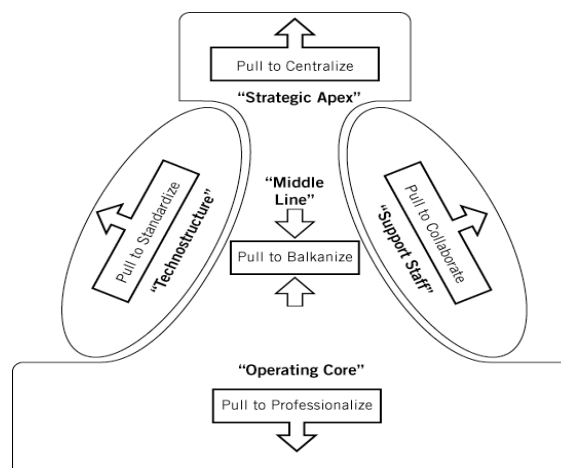 Pull to Centralize
“Strategic Apex”
Pull to Standardize
“Technostructure”
“Middle
Line”
Pull to Balkanize
Pull to Collaborate
“Support Staff”
“Operating Core”
Pull to Professionalize